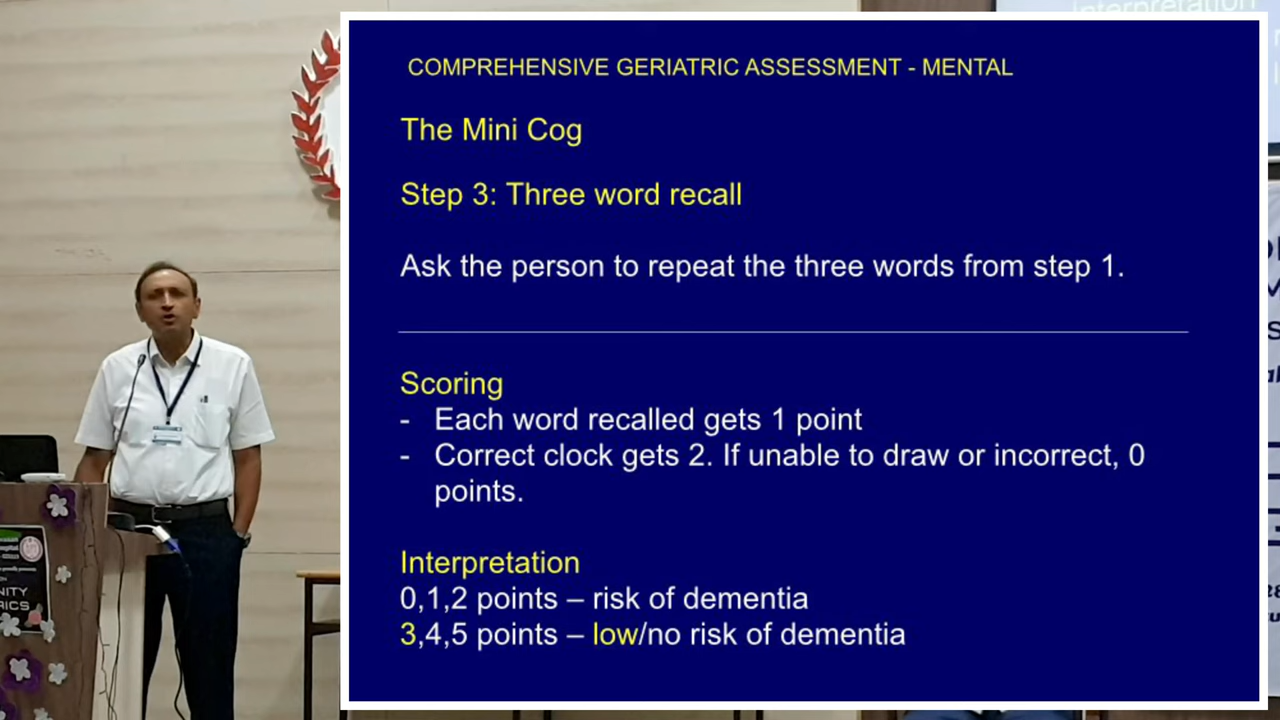 Interpretation
COMPREHENSIVE GERIATRIC ASSESSMENT - MENTAL
The Mini Cog
Step 3: Three word recall
Ask the person to repeat the three words from step 1.
Scoring
- Each word recalled gets 1 point
- Correct clock gets 2. If unable to draw or incorrect, 0
points.
Interpretation
0,1,2 points – risk of dementia
3,4,5 points – low/no risk of dementia